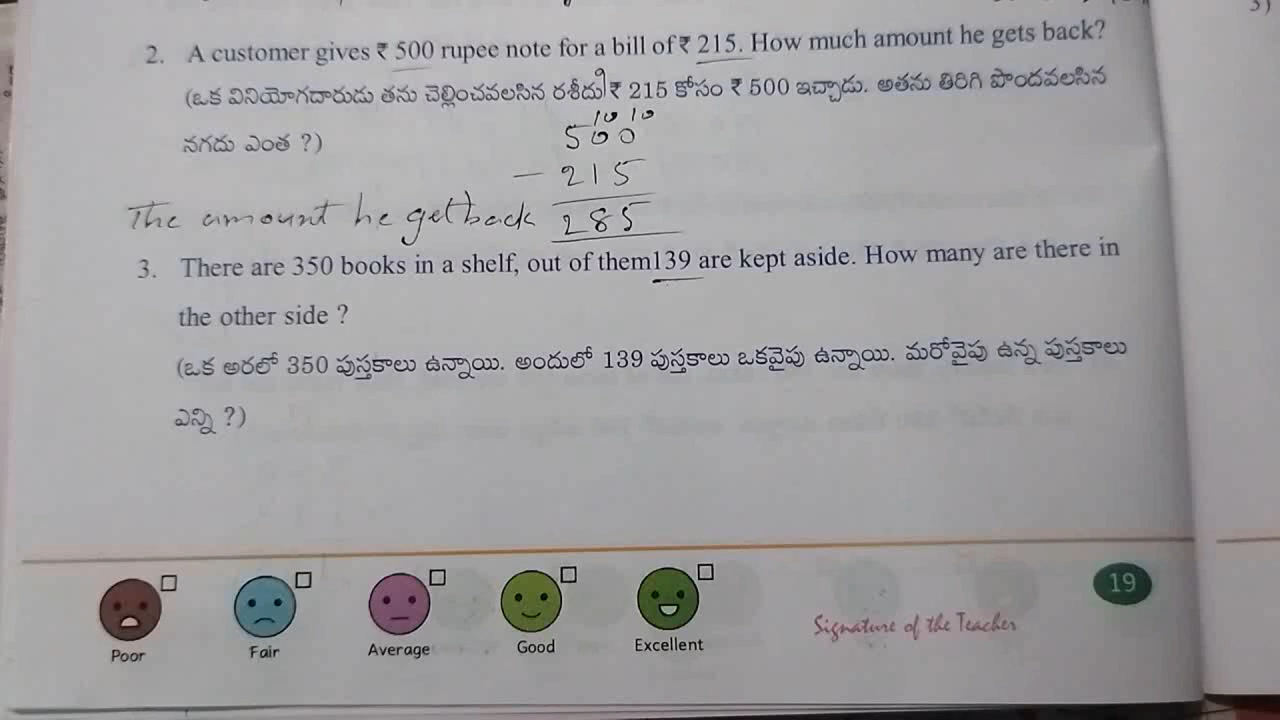 2. A customer gives ₹ 500 rupee note for a bill of ₹ 215. How much amount he gets back?
(ఒక వినియోగదారుడు తను చెల్లించవలసిన రశీదు ₹ 215 కోసం ₹ 500 ఇచ్చాడు. అతను తిరిగి పొందవలసిన
నగదు ఎంత ?)
10 10
500
- 215
The amount he get back 285
3. There are 350 books in a shelf, out of them139 are kept aside. How many are there in
the other side ?
(ఒక అరలో 350 పుస్తకాలు ఉన్నాయి. అందులో 139 పుస్తకాలు ఒకవైపు ఉన్నాయి. మరోవైపు ఉన్న పుస్తకాలు
ఎన్ని ?)
Poor Fair Average Good Excellent
Signature of the Teacher
19
3)